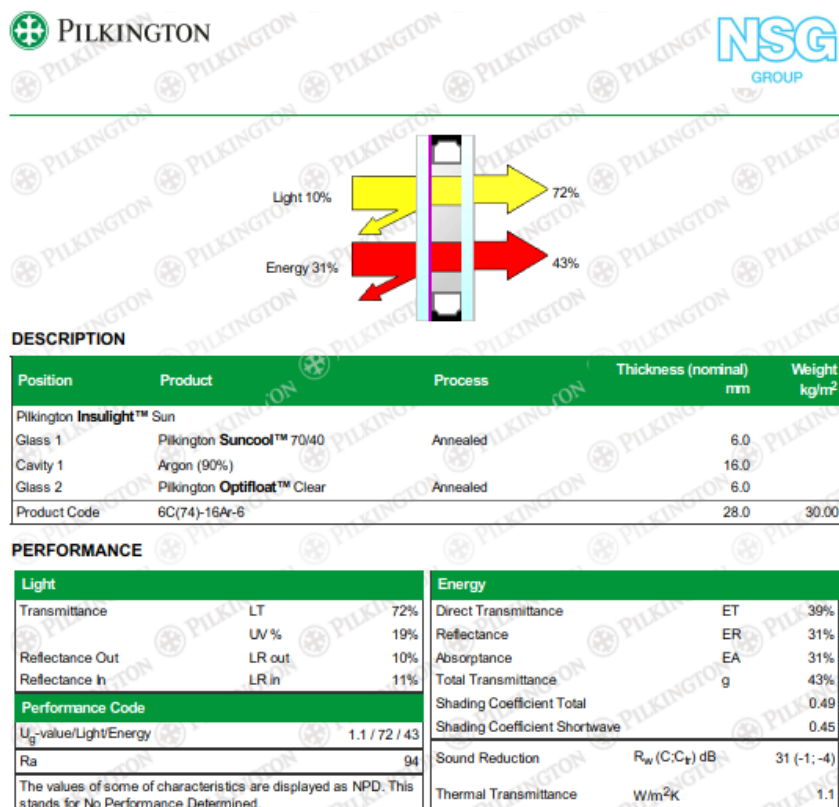 PILKINGTON
NSG
GROUP
Light 10%
72%
Energy 31%
43%
DESCRIPTION
Position Product Process Thickness (nominal) mm Weight kg/m²
Pilkington Insulight™ Sun
Glass 1 Pilkington Suncool™ 70/40 Annealed 6.0
Cavity 1 Argon (90%) 16.0
Glass 2 Pilkington Optifloat™ Clear Annealed 6.0
Product Code 6C(74)-16Ar-6 28.0 30.00
PERFORMANCE
Light
Transmittance LT 72%
UV % 19%
Reflectance Out LR out 10%
Reflectance In LR in 11%
Performance Code
Ug-value/Light/Energy 1.1 / 72 / 43
Ra 94
The values of some of characteristics are displayed as NPD. This
stands for No Performance Determined.
Energy
Direct Transmittance ET 39%
Reflectance ER 31%
Absorptance EA 31%
Total Transmittance g 43%
Shading Coefficient Total 0.49
Shading Coefficient Shortwave 0.45
Sound Reduction Rw (C;Ctr) dB 31 (-1; -4)
Thermal Transmittance W/m²K 1.1